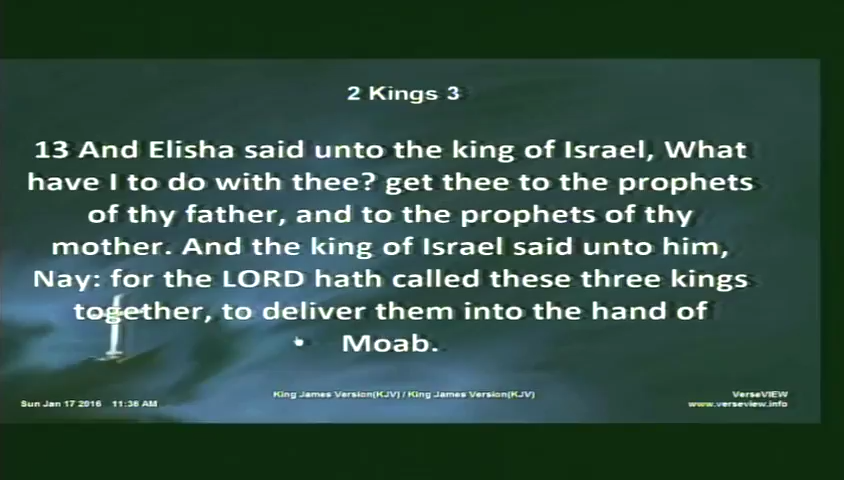 2 Kings 3
13 And Elisha said unto the king of Israel, What
have I to do with thee? get thee to the prophets
of thy father, and to the prophets of thy
mother. And the king of Israel said unto him,
Nay: for the LORD hath called these three kings
together, to deliver them into the hand of
Moab.
King James Version(KJV) / King James Version(KJV)
Sun Jan 17 2016 11:36 AM
VerseVIEW
www.verseview.info